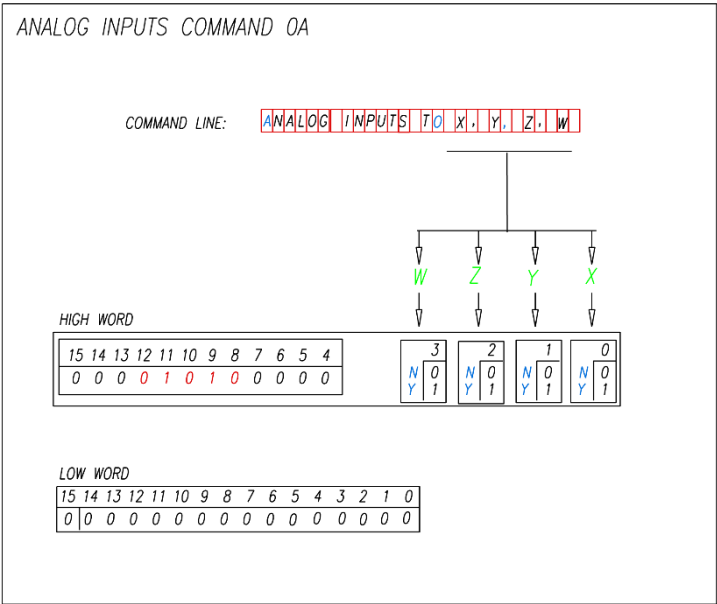 ANALOG INPUTS COMMAND 0A
COMMAND LINE: ANALOG INPUTS TO X, Y, Z, W
W Z Y X
HIGH WORD
15 14 13 12 11 10 9 8 7 6 5 4 3 2 1 0
0 0 0 0 1 0 1 0 0 0 0 0 N 0 N 0 N 0 N 0
Y 1 Y 1 Y 1 Y 1
LOW WORD
15 14 13 12 11 10 9 8 7 6 5 4 3 2 1 0
0 0 0 0 0 0 0 0 0 0 0 0 0 0 0 0